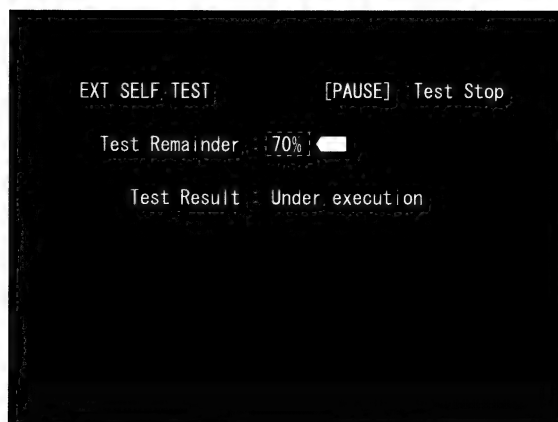 EXT SELF TEST [PAUSE] : Test Stop
Test Remainder : 70%
Test Result : Under execution